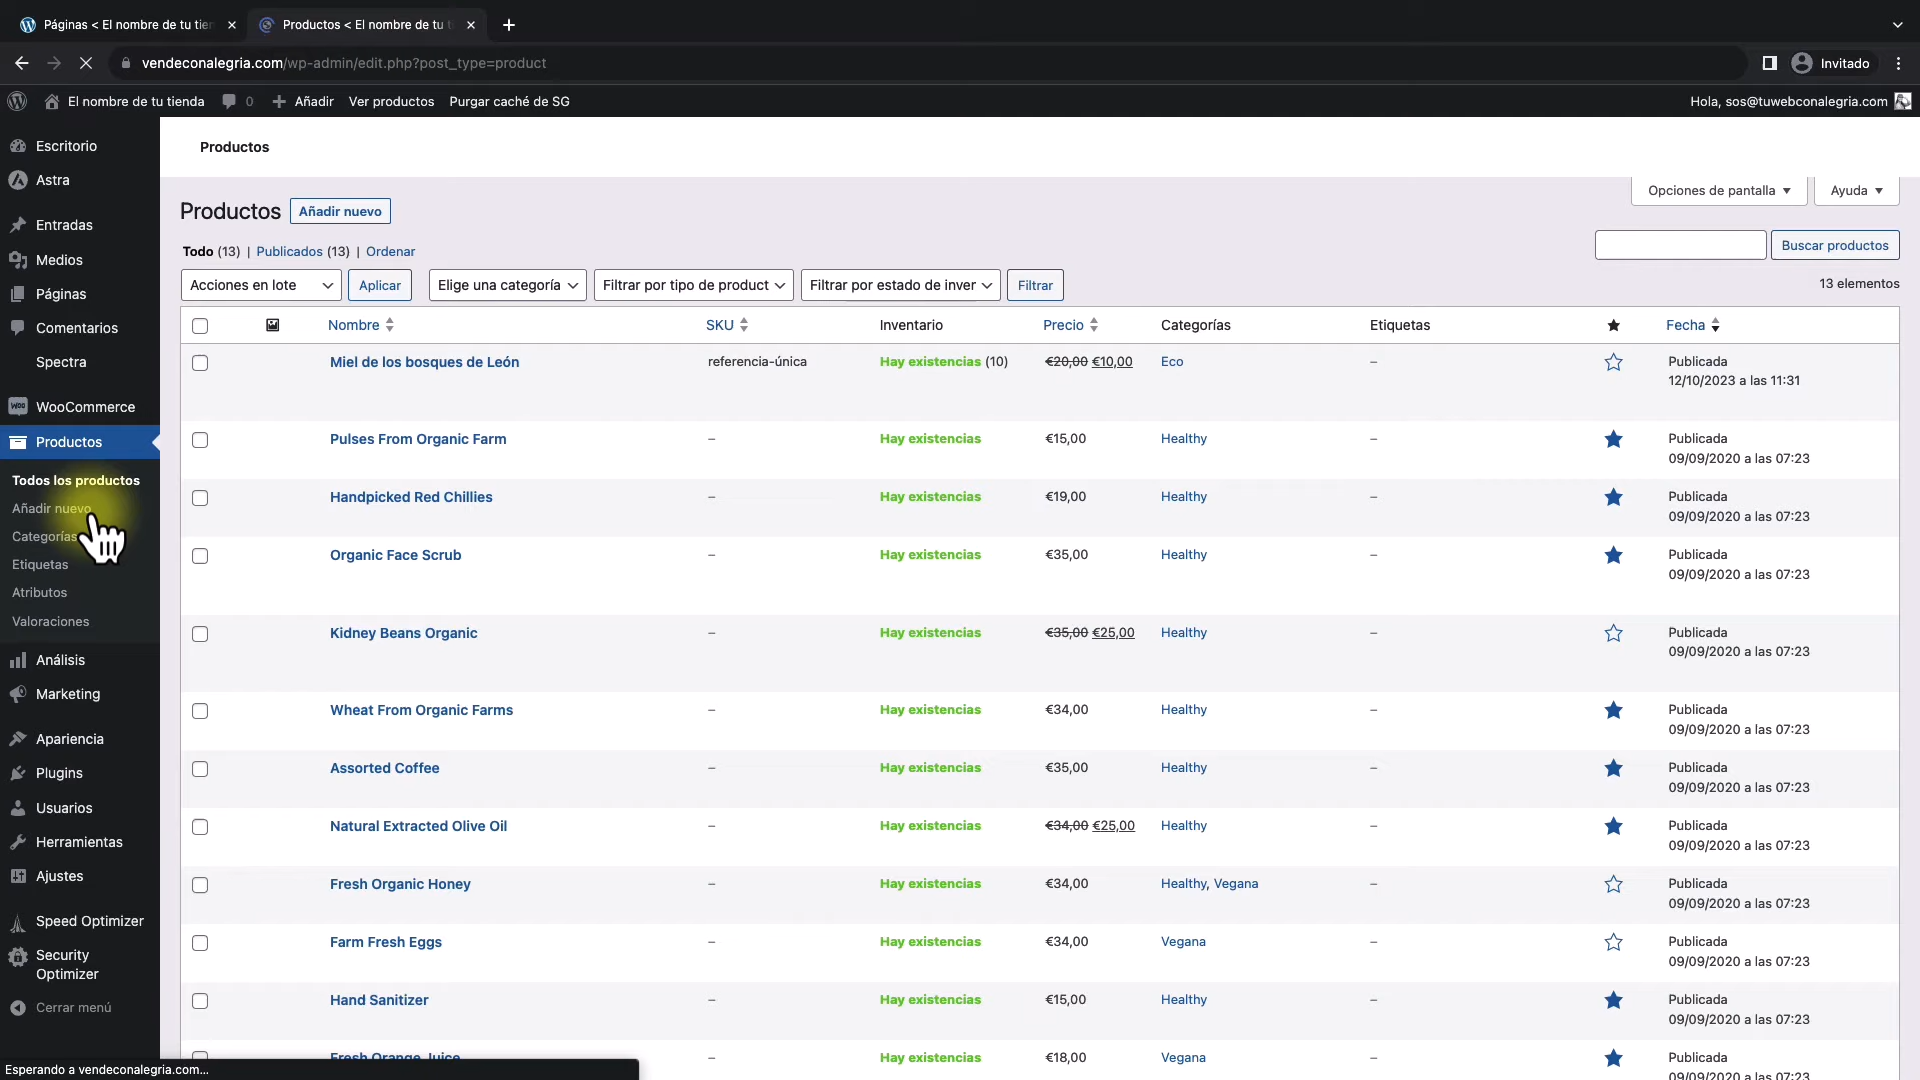 Páginas < El nombre de tu tien
Productos < El nombre de tu t
vendeconalegria.com/wp-admin/edit.php?post_type=product
Invitado
El nombre de tu tienda
0
Añadir
Ver productos
Purgar caché de SG
Hola, sos@tuwebconalegria.com
Escritorio
Astra
Entradas
Medios
Páginas
Comentarios
Spectra
WooCommerce
Productos
Todos los productos
Añadir nuevo
Categorías
Etiquetas
Atributos
Valoraciones
Análisis
Marketing
Apariencia
Plugins
Usuarios
Herramientas
Ajustes
Speed Optimizer
Security
Optimizer
Cerrar menú
Esperando a vendeconalegria.com...
Productos
Opciones de pantalla
Ayuda
Productos Añadir nuevo
Todo (13) | Publicados (13) | Ordenar
Buscar productos
Acciones en lote Aplicar Elige una categoría Filtrar por tipo de product Filtrar por estado de inver Filtrar
13 elementos
Nombre SKU Inventario Precio Categorías Etiquetas Fecha
Miel de los bosques de León referencia-única Hay existencias (10) €20,00 €10,00 Eco – Publicada
12/10/2023 a las 11:31
Pulses From Organic Farm – Hay existencias €15,00 Healthy – Publicada
09/09/2020 a las 07:23
Handpicked Red Chillies – Hay existencias €19,00 Healthy – Publicada
09/09/2020 a las 07:23
Organic Face Scrub – Hay existencias €35,00 Healthy – Publicada
09/09/2020 a las 07:23
Kidney Beans Organic – Hay existencias €35,00 €25,00 Healthy – Publicada
09/09/2020 a las 07:23
Wheat From Organic Farms – Hay existencias €34,00 Healthy – Publicada
09/09/2020 a las 07:23
Assorted Coffee – Hay existencias €35,00 Healthy – Publicada
09/09/2020 a las 07:23
Natural Extracted Olive Oil – Hay existencias €34,00 €25,00 Healthy – Publicada
09/09/2020 a las 07:23
Fresh Organic Honey – Hay existencias €34,00 Healthy, Vegana – Publicada
09/09/2020 a las 07:23
Farm Fresh Eggs – Hay existencias €34,00 Vegana – Publicada
09/09/2020 a las 07:23
Hand Sanitizer – Hay existencias €15,00 Healthy – Publicada
09/09/2020 a las 07:23
Fresh Orange Juice – Hay existencias €18,00 Vegana – Publicada
09/09/2020 a las 07:23